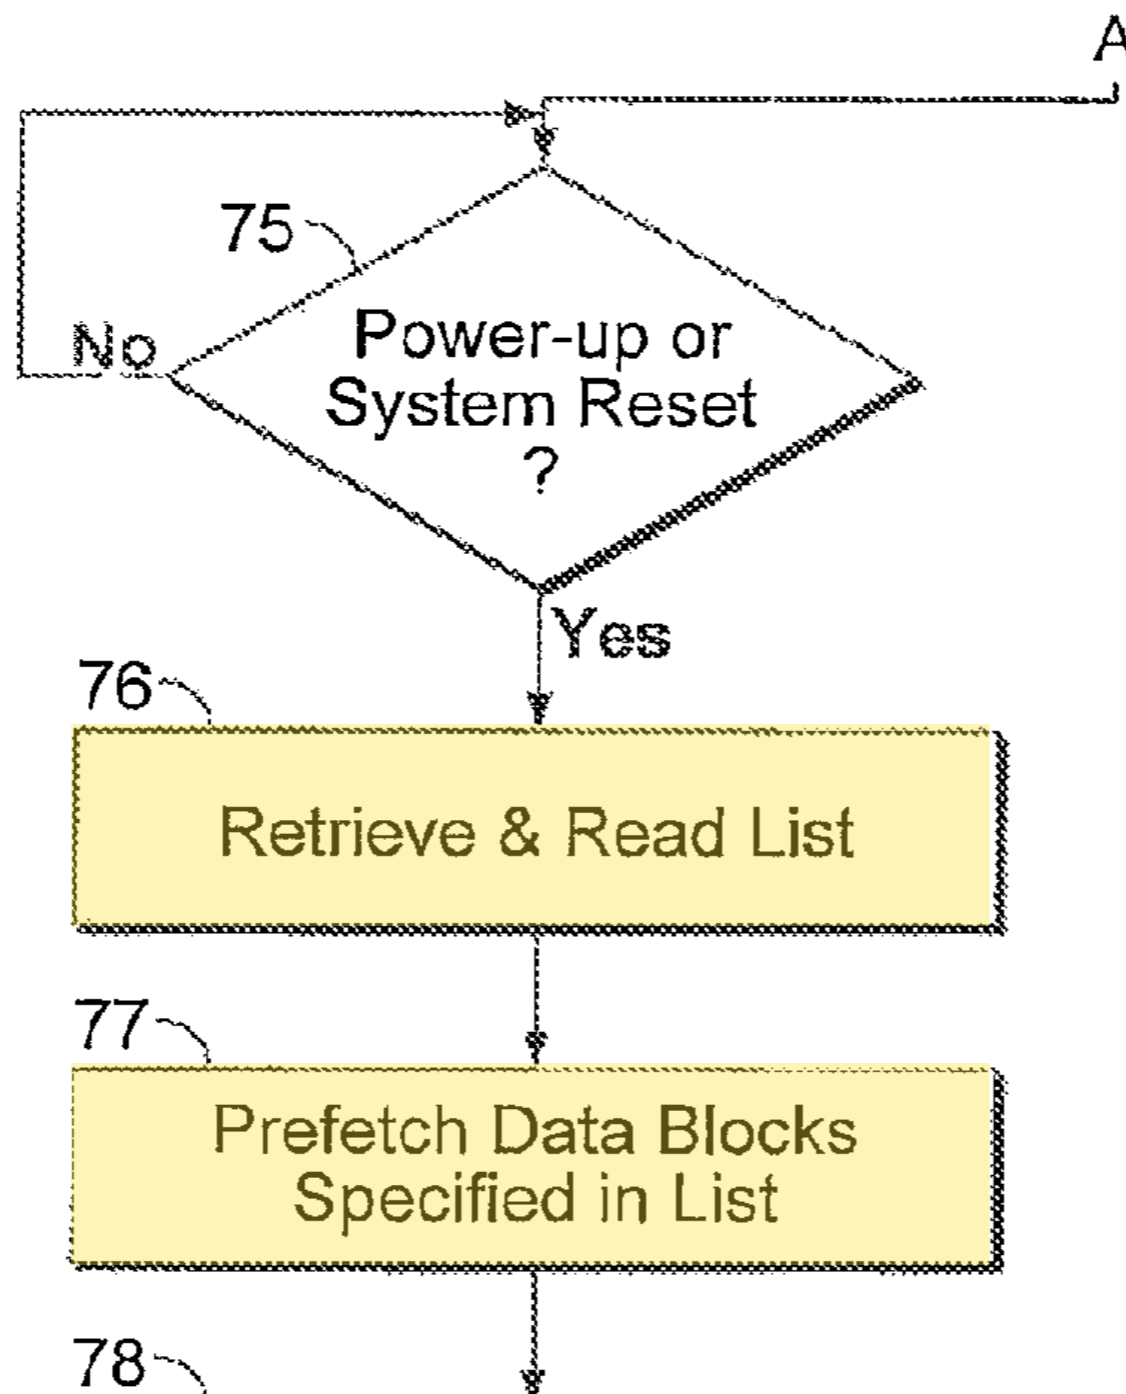 A
75
No
Power-up or
System Reset
?
Yes
76
Retrieve & Read List
77
Prefetch Data Blocks
Specified in List
78